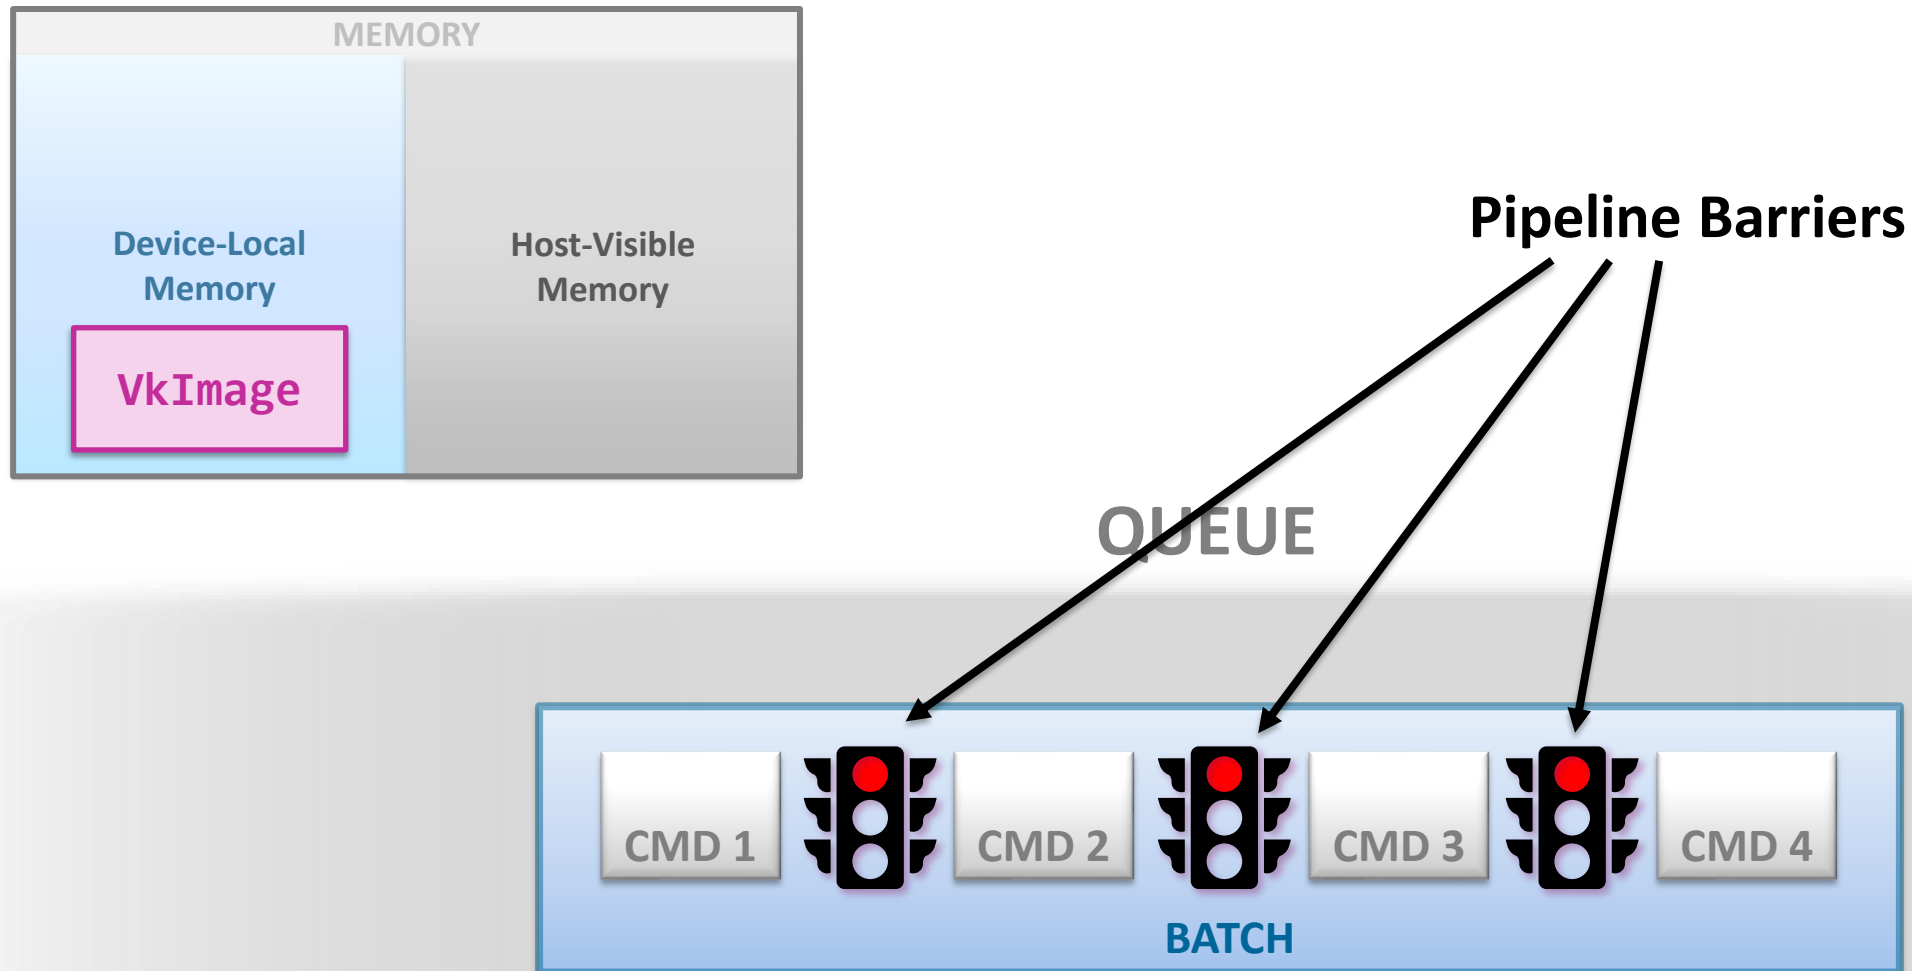 MEMORY
Device-Local
Memory
Host-Visible
Memory
VkImage
Pipeline Barriers
QUEUE
CMD 1
CMD 2
CMD 3
CMD 4
BATCH